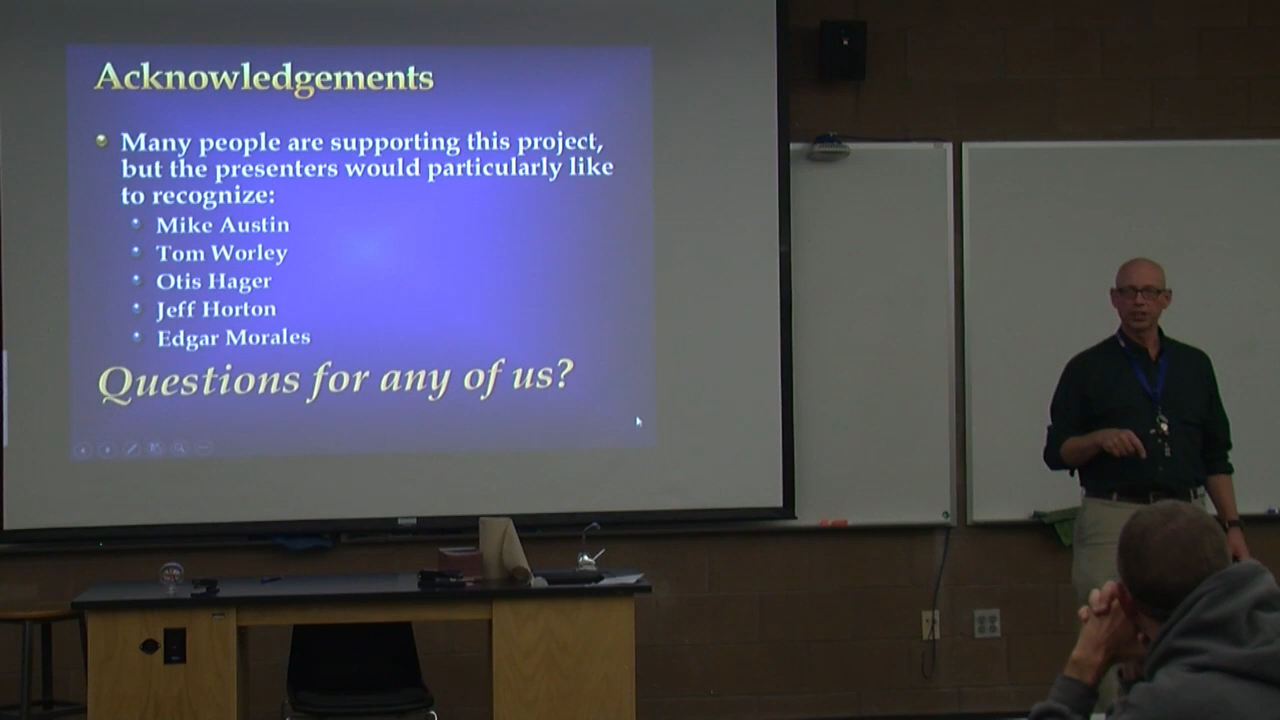 Acknowledgements
Many people are supporting this project,
but the presenters would particularly like
to recognize:
Mike Austin
Tom Worley
Otis Hager
Jeff Horton
Edgar Morales
Questions for any of us?